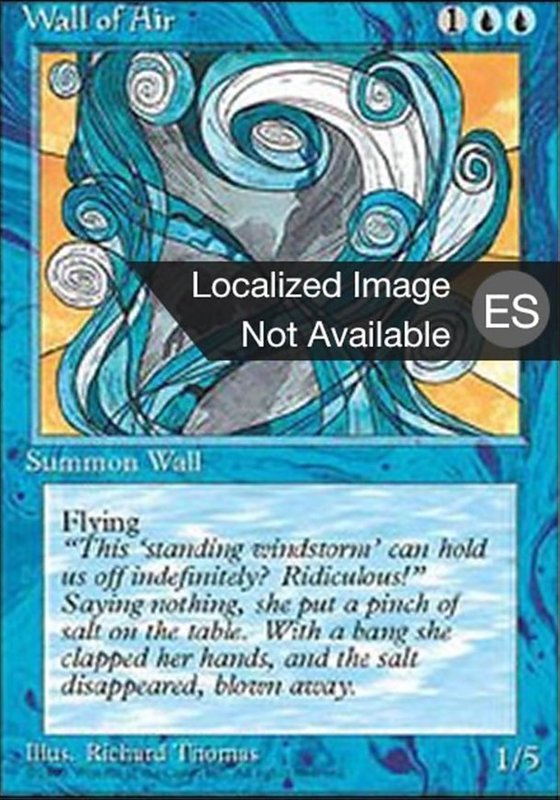 Wall of Air
1
Localized Image
Not Available
ES
Summon Wall
Flying
“This ‘standing windstorm’ can hold
us off indefinitely? Ridiculous!”
Saying nothing, she put a pinch of
salt on the table. With a bang she
clapped her hands, and the salt
disappeared, blown away.
Illus. Richard Thomas
1/5